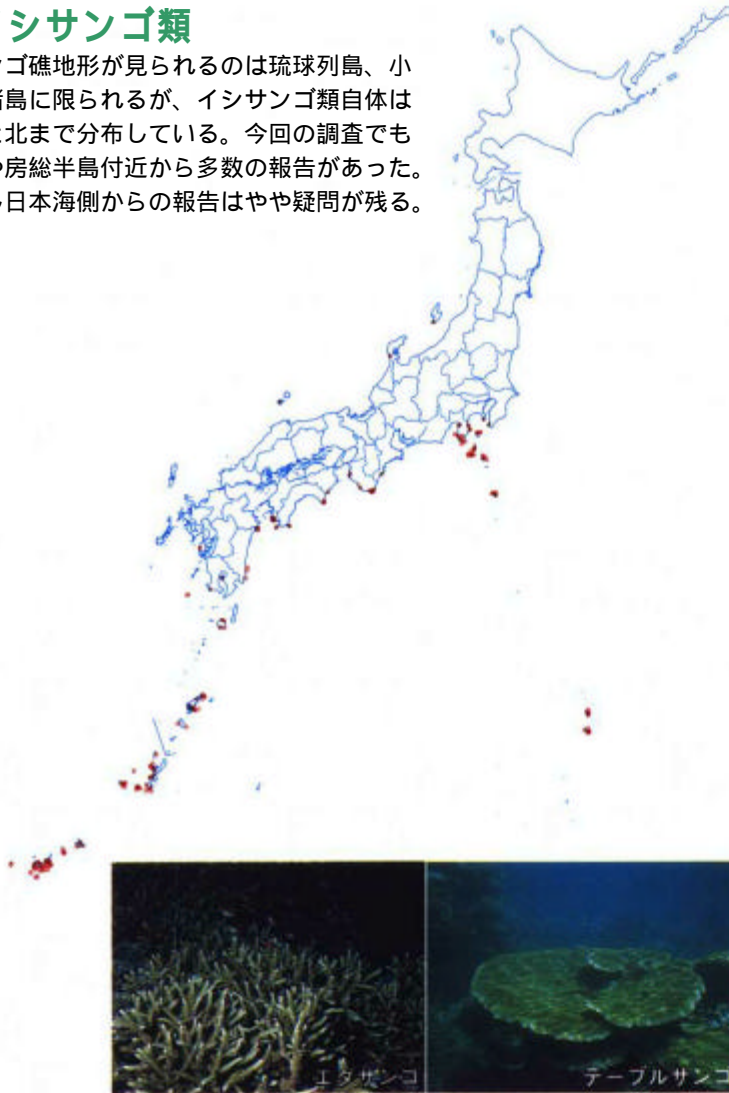 シサンゴ類
ゴ礁地形が見られるのは琉球列島、小
島に限られるが、イシサンゴ類自体は
北まで分布している。今回の調査でも
房総半島付近から多数の報告があった。
日本海側からの報告はやや疑問が残る。
エダサンゴ
テーブルサンゴ